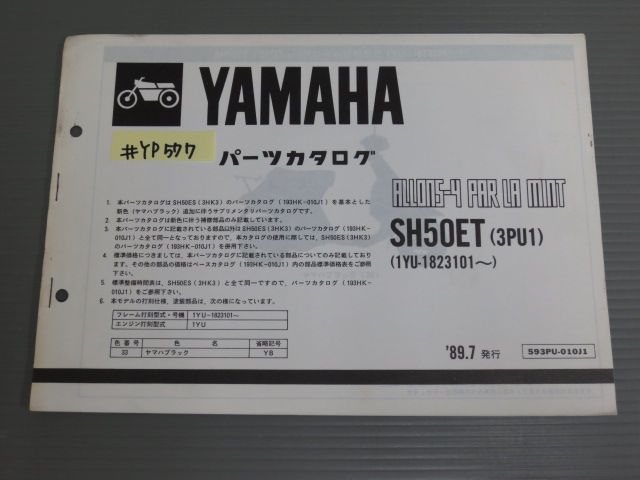 YAMAHA
#YP577
パーツカタログ
ALLONS-Y PAR LA MINT
SH50ET (3PU1)
(1YU-1823101〜)
1. 本パーツカタログはSH50ES(3HK3)のパーツカタログ(193HK-010J1)を基本とした
新色(ヤマハブラック)追加に伴うサプリメンタリパーツカタログです。
2. 本パーツカタログは新色に伴う補修部品のみ記載しています。
3. 本パーツカタログに記載されている部品以外はSH50ES(3HK3)のパーツカタログ(193HK-
010J1)と全て同一となっておりますので、本カタログの使用に際しては、SH50ES(3HK3)
のパーツカタログ(193HK-010J1)を併用下さい。
4. 標準価格につきましては、本パーツカタログに記載されている部品についてのみ記載してお
ります。その他の部品の価格はベースカタログ(193HK-010J1)内の部品価格表をご参照
下さい。
5. 標準整備時間表は、SH50ES(3HK3)と全て同一ですので、パーツカタログ(193HK-
010J1)をご参照下さい。
6. 本モデルの打刻仕様、塗装部品は、次の様になっています。
フレーム打刻型式・号機 1YU-1823101〜
エンジン打刻型式 1YU
色番号 色名 省略記号
33 ヤマハブラック YB
'89.7 発行
593PU-010J1